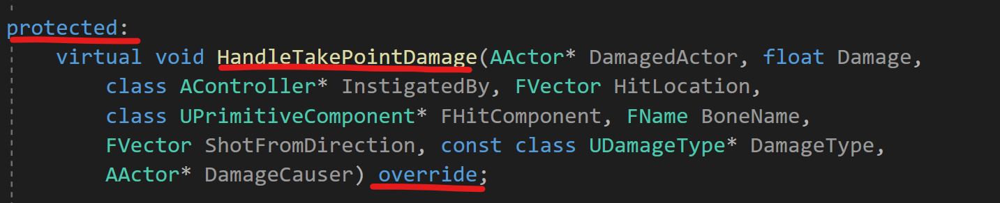 protected:
virtual void HandleTakePointDamage(AActor* DamagedActor, float Damage,
class AController* InstigatedBy, FVector HitLocation,
class UPrimitiveComponent* FHitComponent, FName BoneName,
FVector ShotFromDirection, const class UDamageType* DamageType,
AActor* DamageCauser) override;